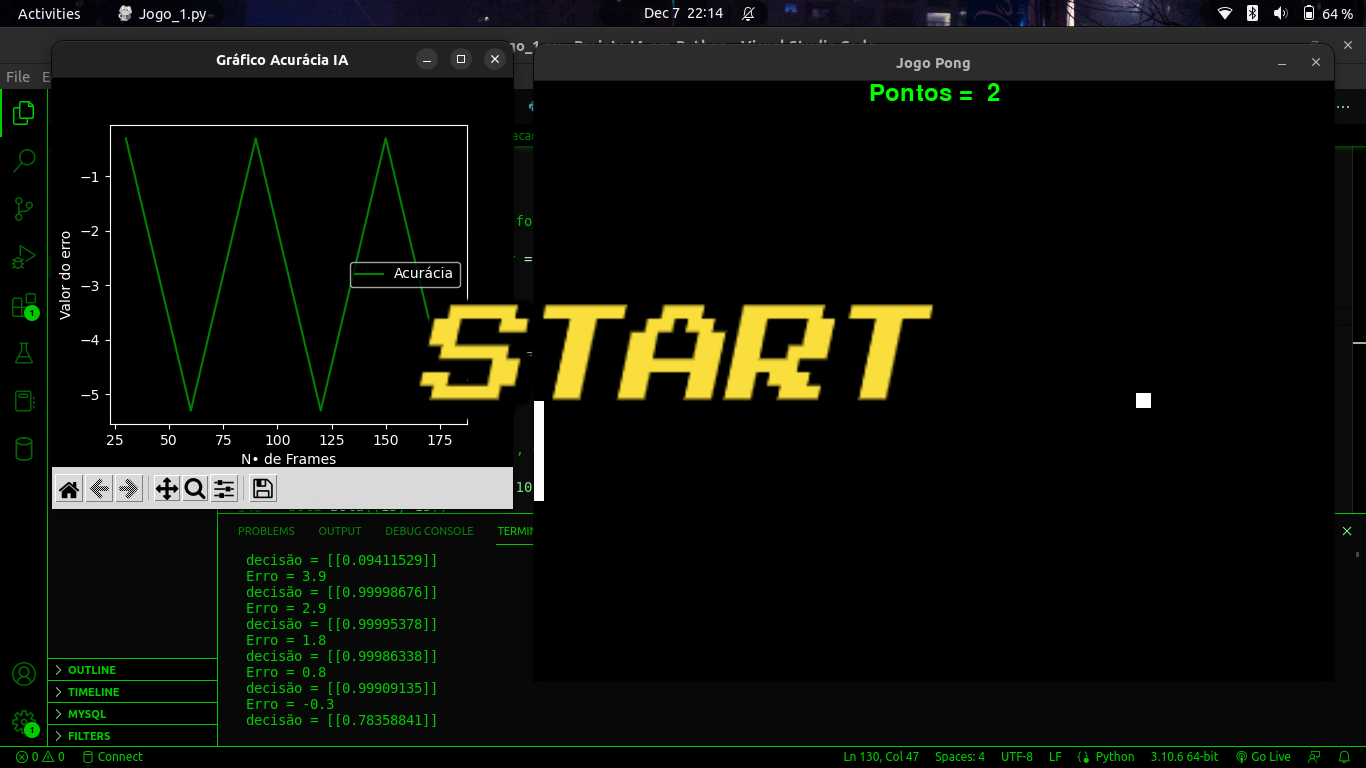 Activities
Jogo_1.py
Dec 7 22:14
64 %
Gráfico Acurácia IA
Jogo Pong
File
Pontos = 2
−1
−2
−3
−4
−5
Valor do erro
Acurácia
25 50 75 100 125 150 175
N• de Frames
START
PROBLEMS OUTPUT DEBUG CONSOLE
decisão = [[0.09411529]]
Erro = 3.9
decisão = [[0.99998676]]
Erro = 2.9
decisão = [[0.99995378]]
Erro = 1.8
decisão = [[0.99986338]]
Erro = 0.8
decisão = [[0.99909135]]
Erro = -0.3
decisão = [[0.78358841]]
OUTLINE
TIMELINE
MYSQL
FILTERS
1
1
0 0 Connect
Ln 130, Col 47 Spaces: 4 UTF-8 LF Python 3.10.6 64-bit Go Live